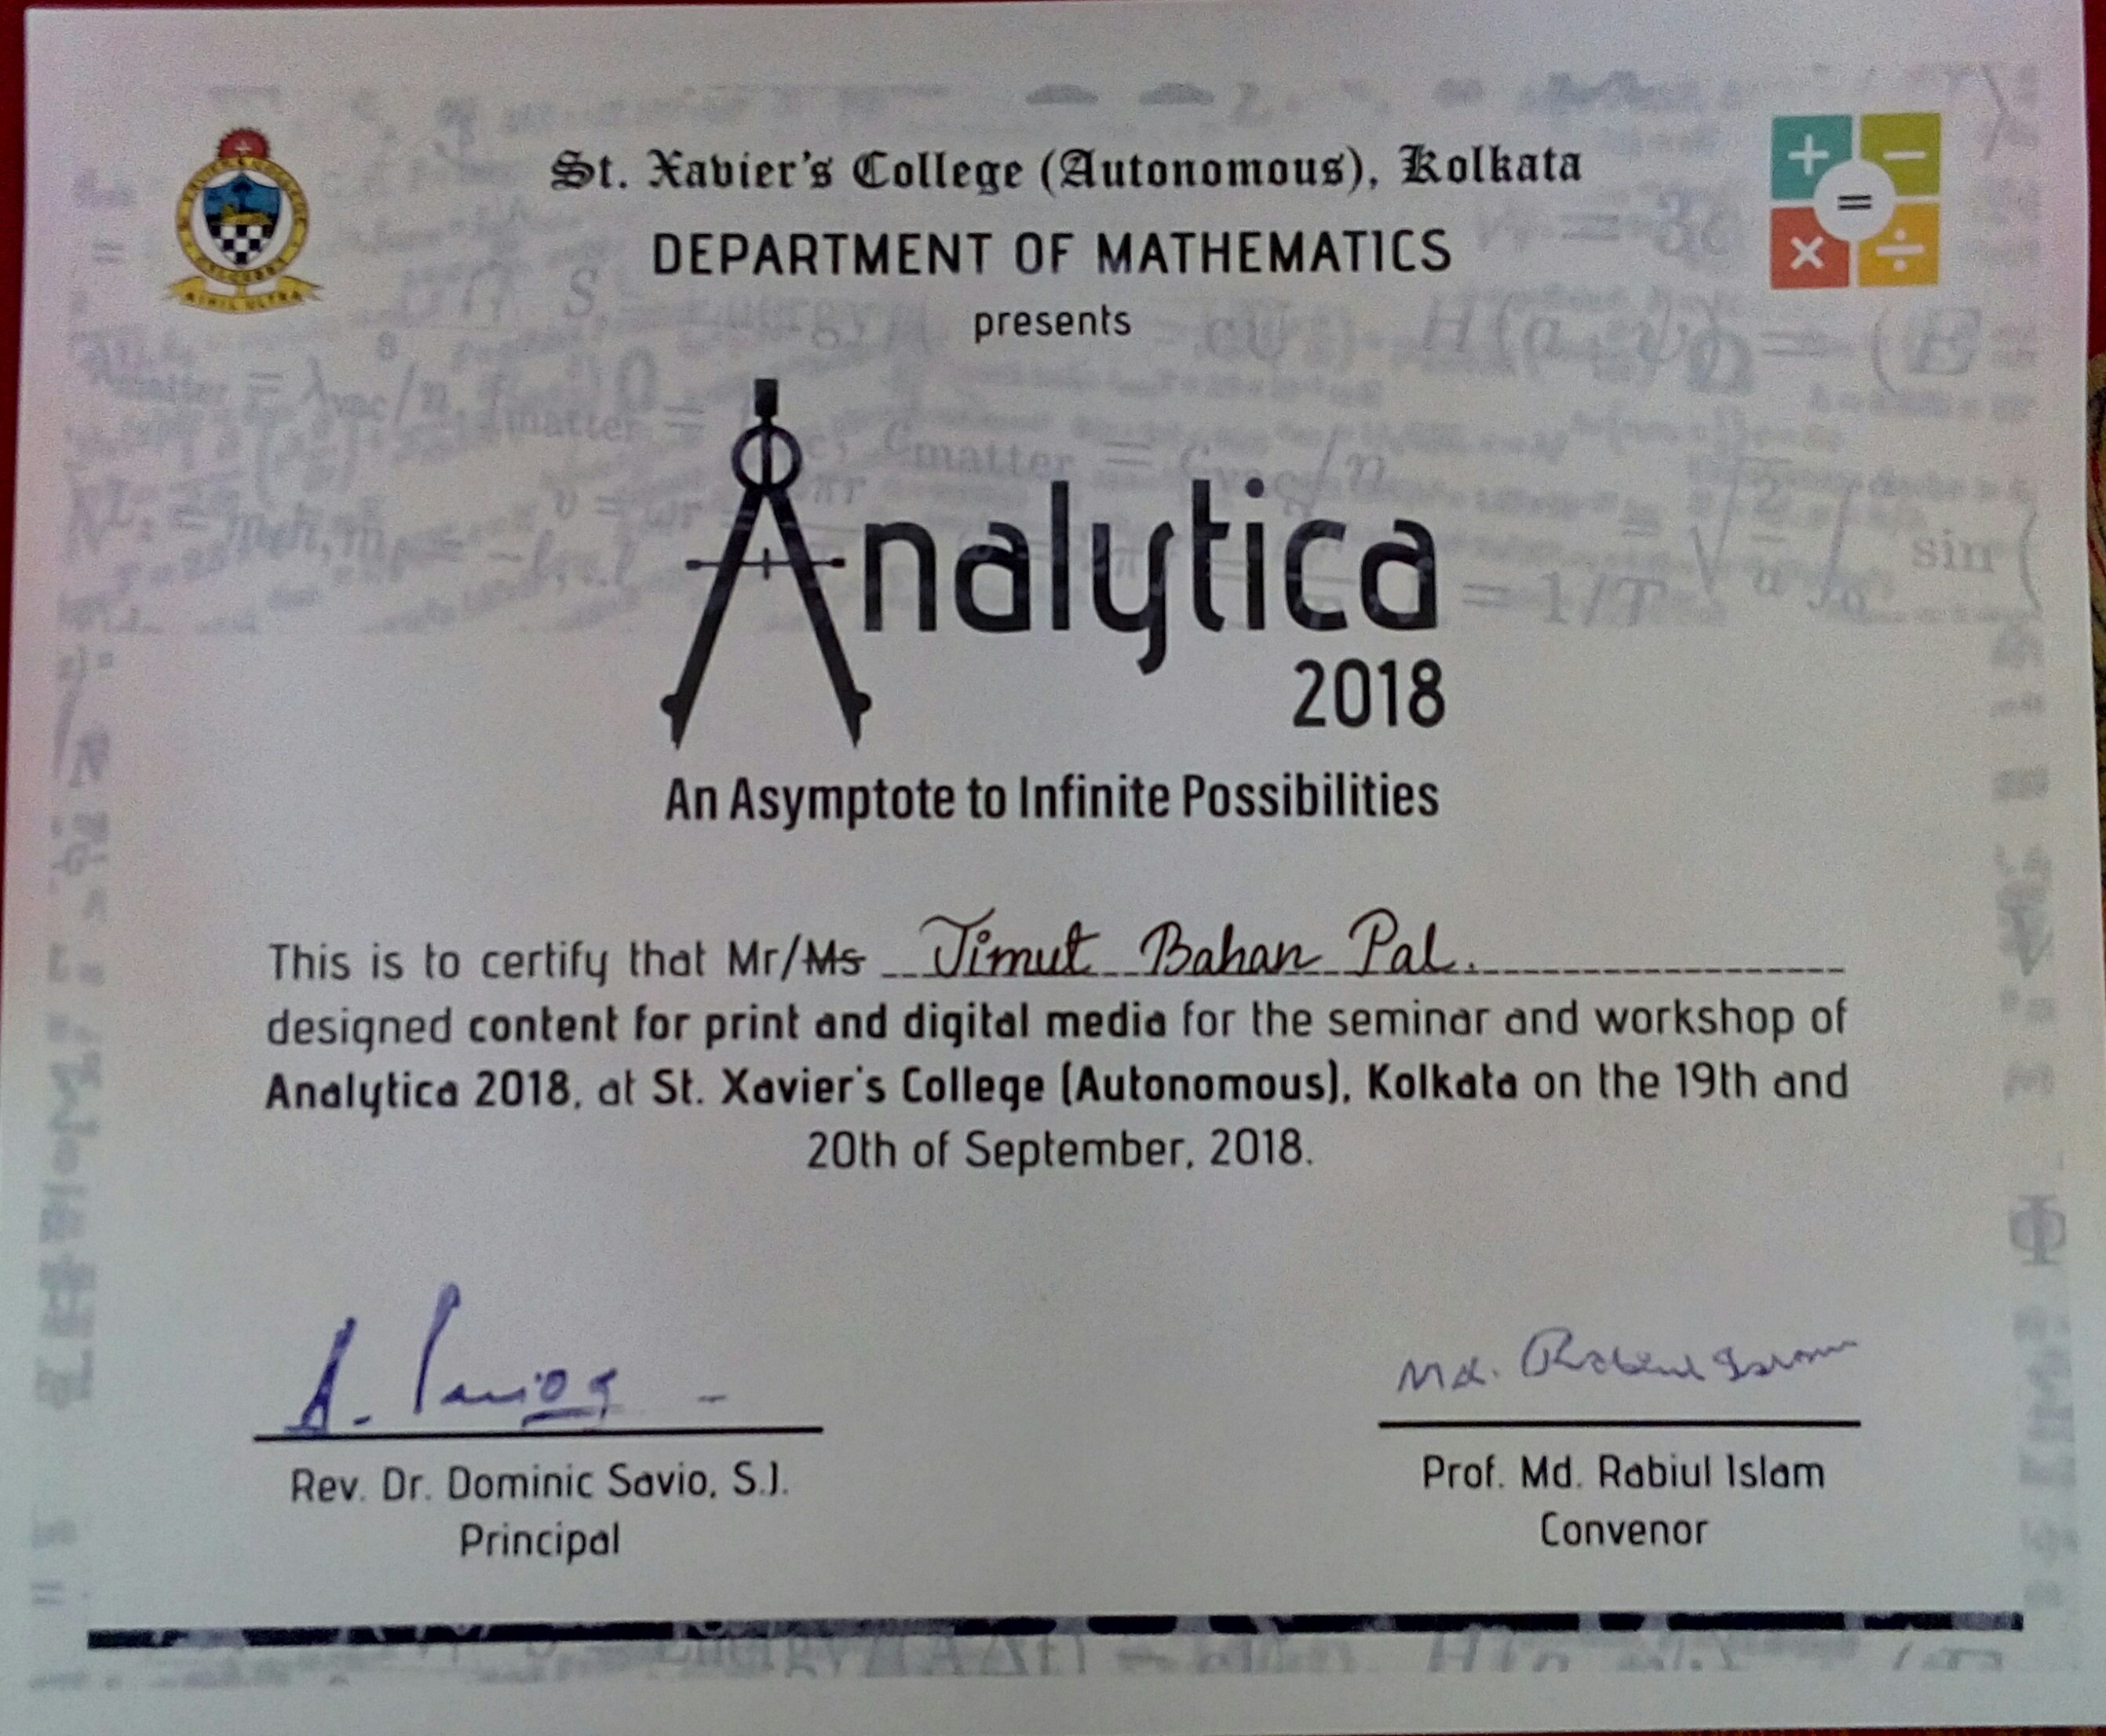 St. Xavier's College (Autonomous), Kolkata
DEPARTMENT OF MATHEMATICS
presents
+ −
=
× ÷
NIHIL ULTRA
Analytica
2018
An Asymptote to Infinite Possibilities
This is to certify that Mr/Ms Jimut Bahan Pal.
designed content for print and digital media for the seminar and workshop of
Analytica 2018, at St. Xavier's College (Autonomous), Kolkata on the 19th and
20th of September, 2018.
Md. Rabiul Islam
Rev. Dr. Dominic Savio, S.J.
Principal
Prof. Md. Rabiul Islam
Convenor